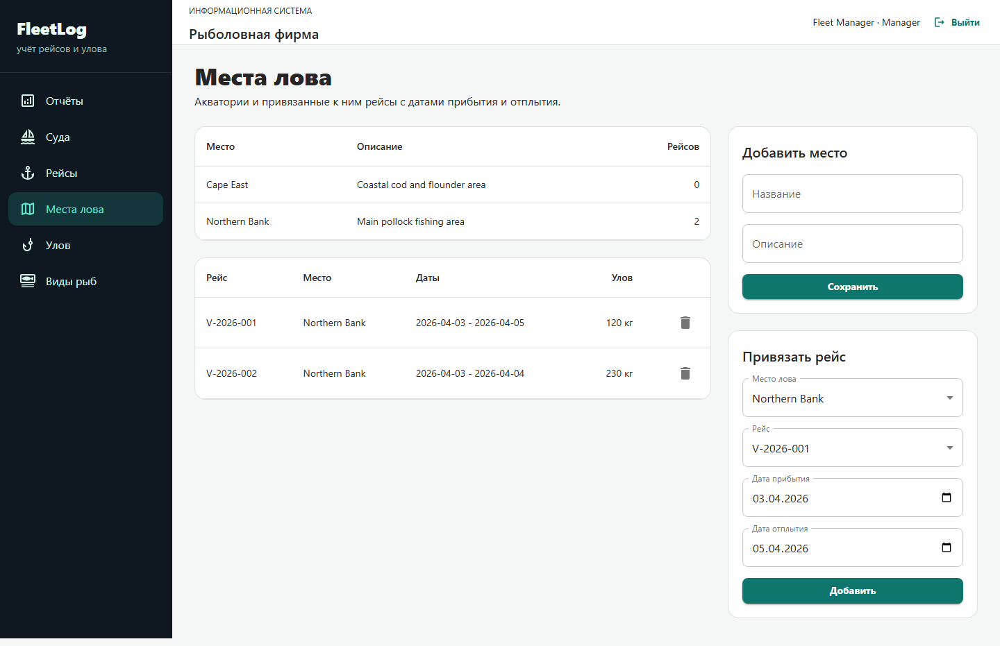 FleetLog
учёт рейсов и улова
Отчёты
Суда
Рейсы
Места лова
Улов
Виды рыб
ИНФОРМАЦИОННАЯ СИСТЕМА
Рыболовная фирма
Fleet Manager · Manager
Выйти
Места лова
Акватории и привязанные к ним рейсы с датами прибытия и отплытия.
Место Описание Рейсов
Cape East Coastal cod and flounder area 0
Northern Bank Main pollock fishing area 2
Рейс Место Даты Улов
V-2026-001 Northern Bank 2026-04-03 - 2026-04-05 120 кг
V-2026-002 Northern Bank 2026-04-03 - 2026-04-04 230 кг
Добавить место
Название
Описание
Сохранить
Привязать рейс
Место лова
Northern Bank
Рейс
V-2026-001
Дата прибытия
03.04.2026
Дата отплытия
05.04.2026
Добавить